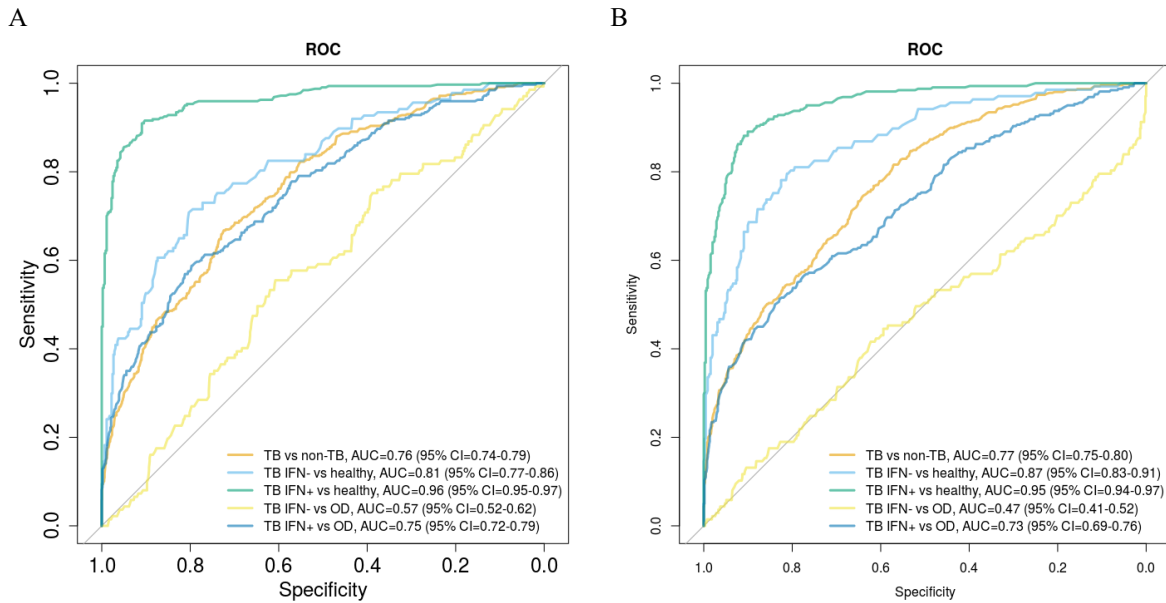 A
ROC
Sensitivity
1.0
0.8
0.6
0.4
0.2
0.0
TB vs non-TB, AUC=0.76 (95% CI=0.74-0.79)
TB IFN- vs healthy, AUC=0.81 (95% CI=0.77-0.86)
TB IFN+ vs healthy, AUC=0.96 (95% CI=0.95-0.97)
TB IFN- vs OD, AUC=0.57 (95% CI=0.52-0.62)
TB IFN+ vs OD, AUC=0.75 (95% CI=0.72-0.79)
1.0 0.8 0.6 0.4 0.2 0.0
Specificity
B
ROC
Sensitivity
1.0
0.8
0.6
0.4
0.2
0.0
TB vs non-TB, AUC=0.77 (95% CI=0.75-0.80)
TB IFN- vs healthy, AUC=0.87 (95% CI=0.83-0.91)
TB IFN+ vs healthy, AUC=0.95 (95% CI=0.94-0.97)
TB IFN- vs OD, AUC=0.47 (95% CI=0.41-0.52)
TB IFN+ vs OD, AUC=0.73 (95% CI=0.69-0.76)
1.0 0.8 0.6 0.4 0.2 0.0
Specificity